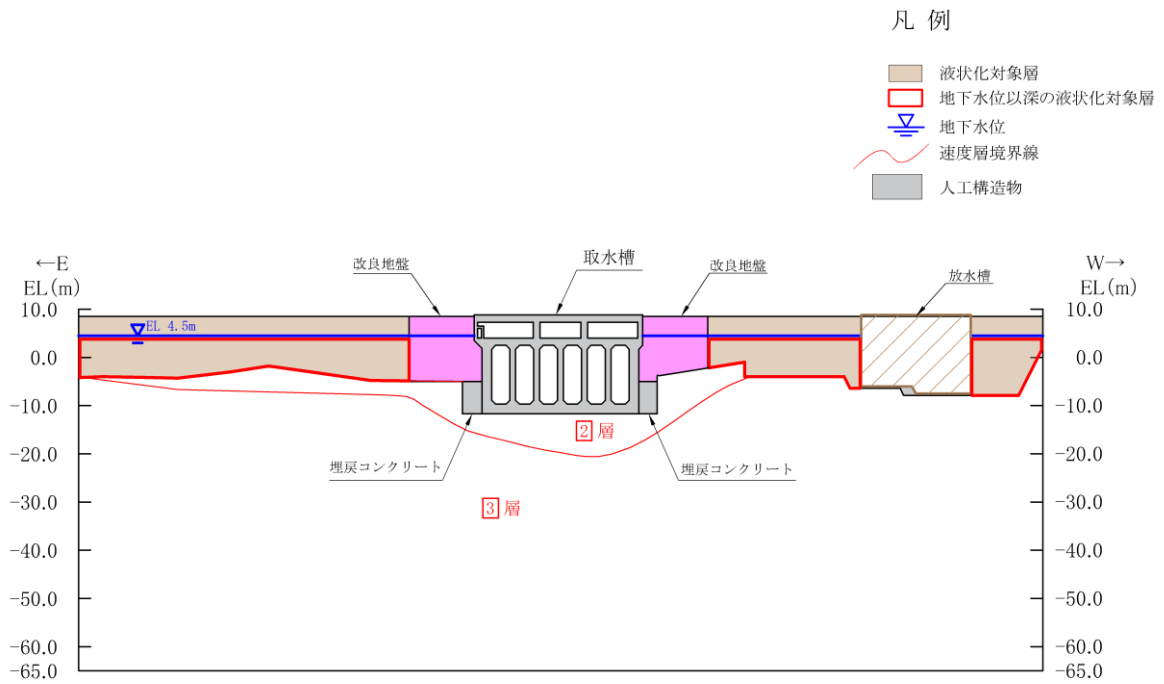 凡 例
液状化対象層
地下水位以深の液状化対象層
地下水位
速度層境界線
人工構造物
←E
EL(m)
改良地盤
取水槽
改良地盤
放水槽
W→
EL(m)
10.0
0.0
-10.0
-20.0
-30.0
-40.0
-50.0
-60.0
-65.0
EL 4.5m
2 層
埋戻コンクリート
埋戻コンクリート
3 層
10.0
0.0
-10.0
-20.0
-30.0
-40.0
-50.0
-60.0
-65.0